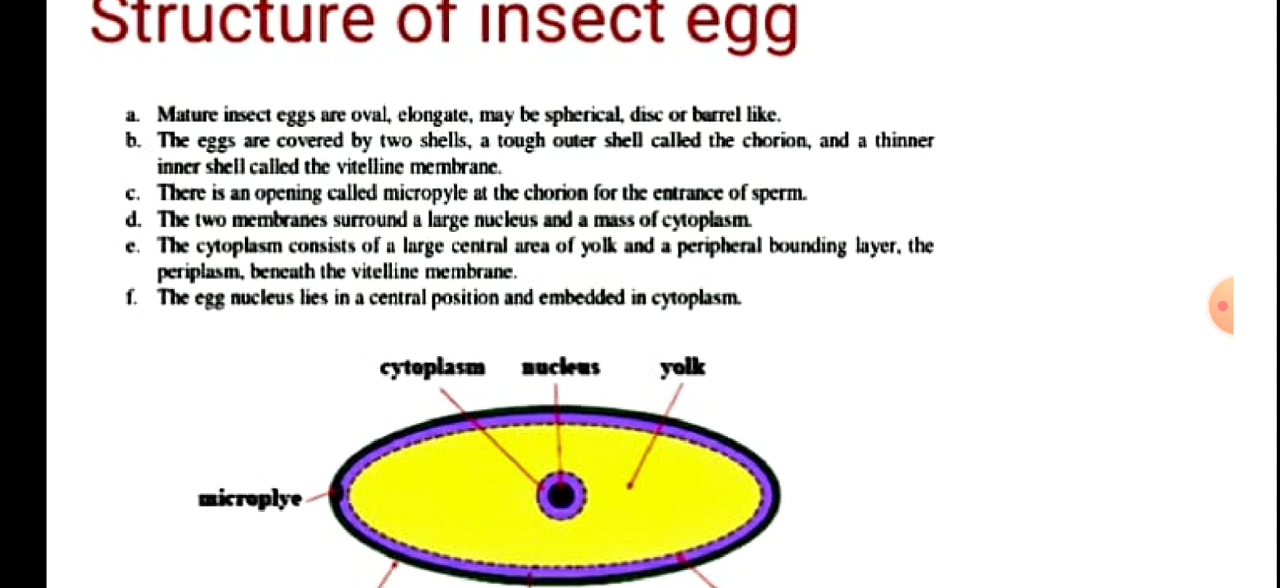 Structure of insect egg
a. Mature insect eggs are oval, elongate, may be spherical, disc or barrel like.
b. The eggs are covered by two shells, a tough outer shell called the chorion, and a thinner
inner shell called the vitelline membrane.
c. There is an opening called micropyle at the chorion for the entrance of sperm.
d. The two membranes surround a large nucleus and a mass of cytoplasm.
e. The cytoplasm consists of a large central area of yolk and a peripheral bounding layer, the
periplasm, beneath the vitelline membrane.
f. The egg nucleus lies in a central position and embedded in cytoplasm.
cytoplasm nucleus yolk
microplye